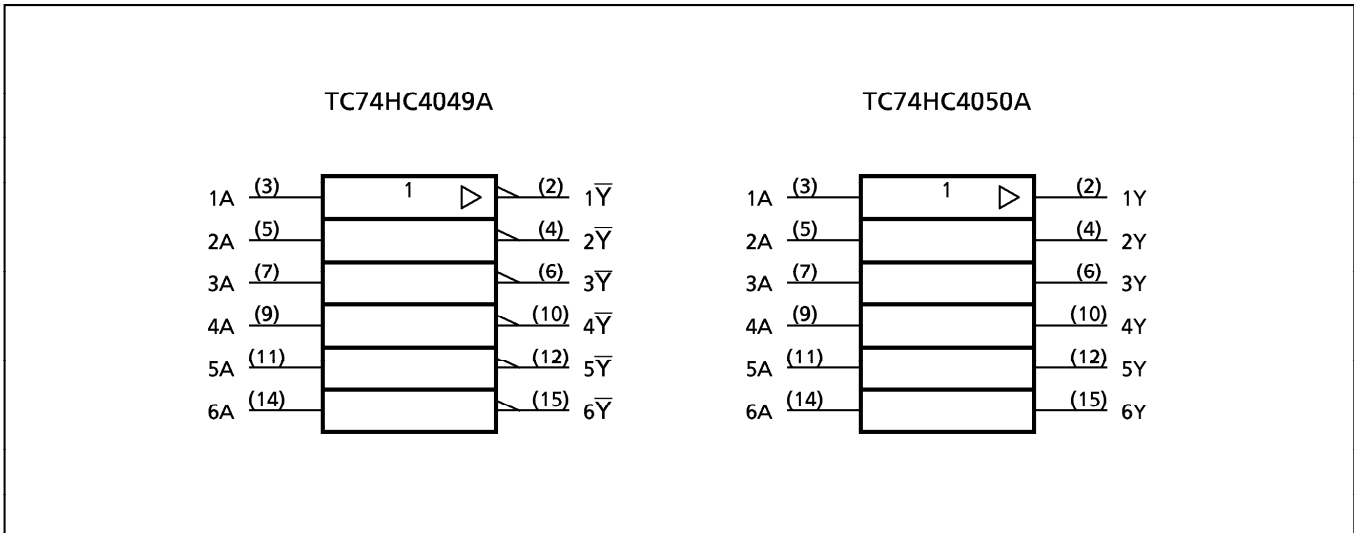 TC74HC4049A TC74HC4050A
1A (3) 1 (2) 1Y̅ 1A (3) 1 (2) 1Y
2A (5) (4) 2Y̅ 2A (5) (4) 2Y
3A (7) (6) 3Y̅ 3A (7) (6) 3Y
4A (9) (10) 4Y̅ 4A (9) (10) 4Y
5A (11) (12) 5Y̅ 5A (11) (12) 5Y
6A (14) (15) 6Y̅ 6A (14) (15) 6Y